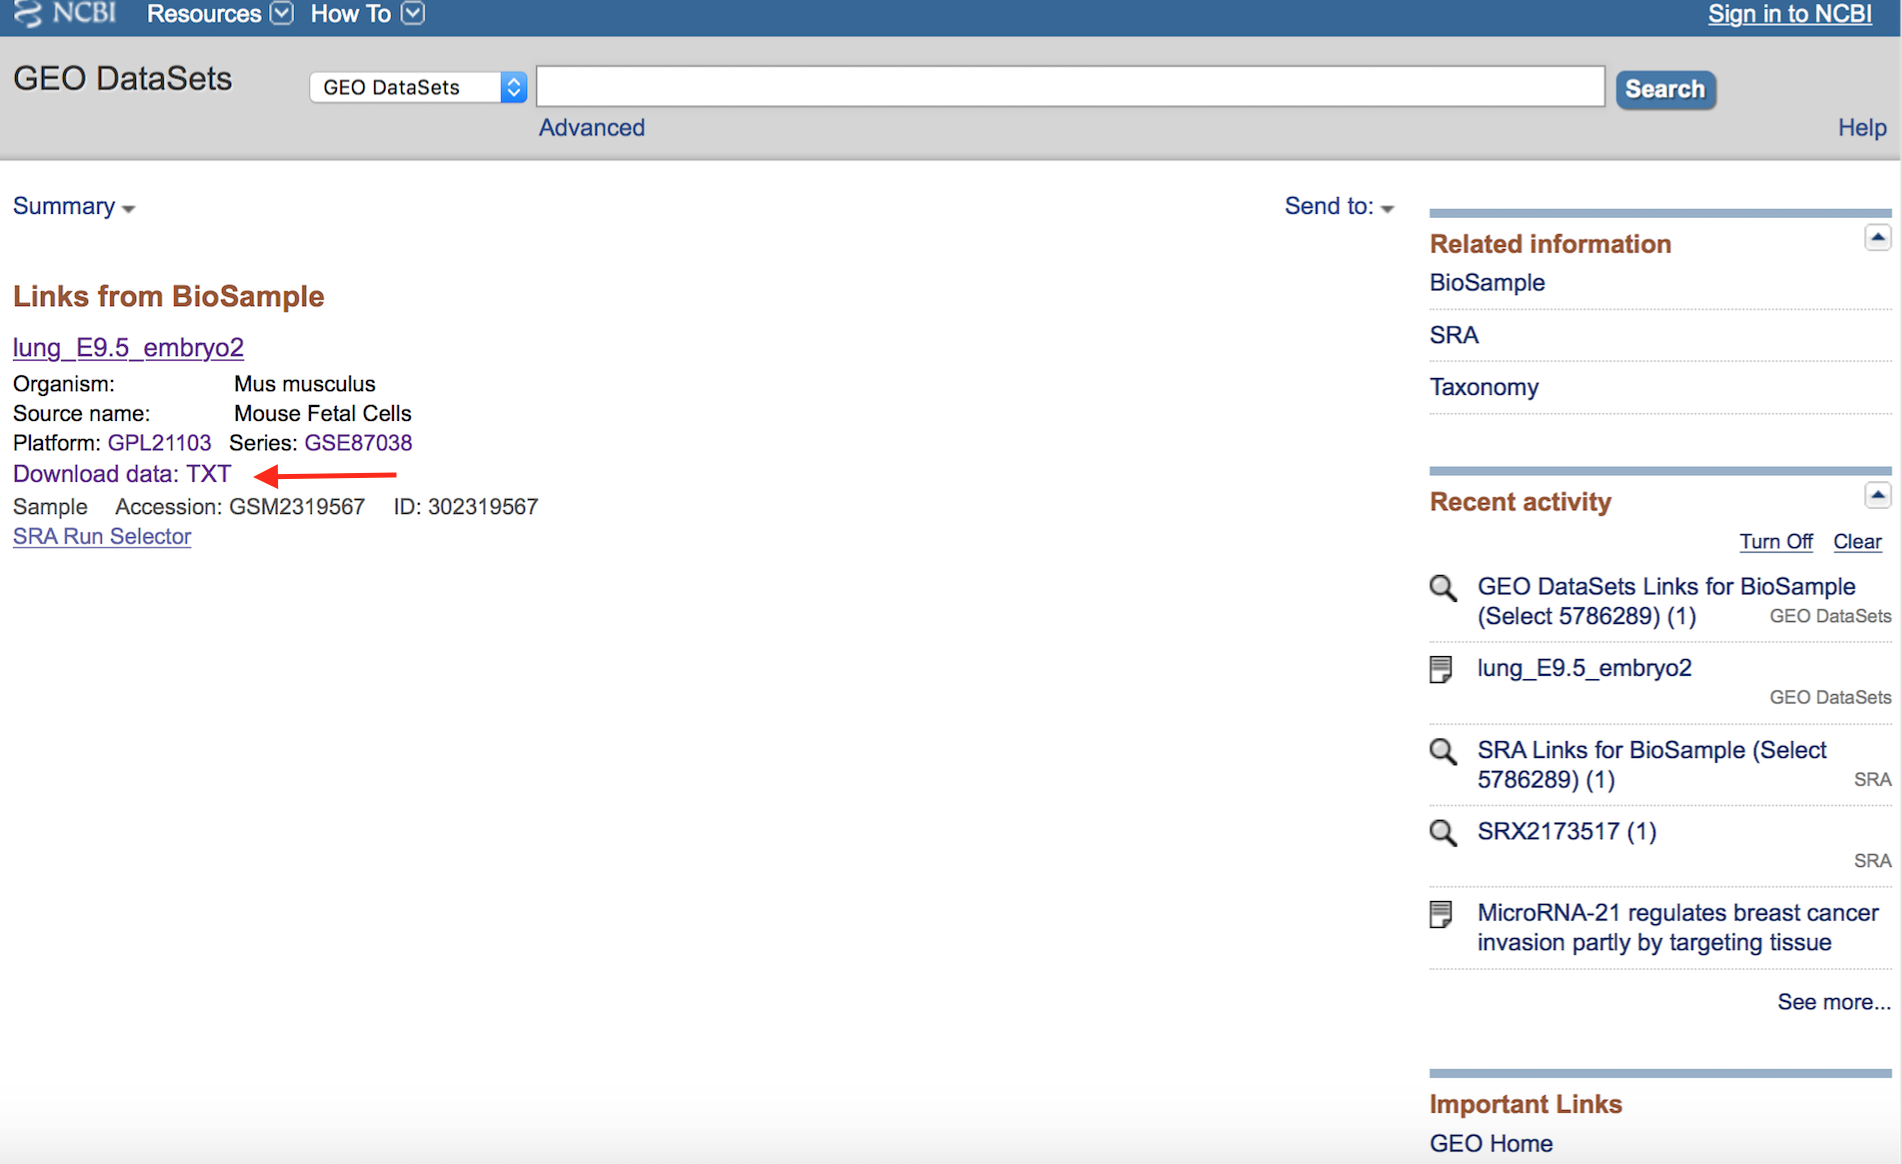 NCBI Resources How To Sign in to NCBI
GEO DataSets GEO DataSets Search
Advanced Help
Summary Send to:
Links from BioSample
lung_E9.5_embryo2
Organism: Mus musculus
Source name: Mouse Fetal Cells
Platform: GPL21103 Series: GSE87038
Download data: TXT
Sample Accession: GSM2319567 ID: 302319567
SRA Run Selector
Related information
BioSample
SRA
Taxonomy
Recent activity
Turn Off Clear
GEO DataSets Links for BioSample
(Select 5786289) (1) GEO DataSets
lung_E9.5_embryo2
GEO DataSets
SRA Links for BioSample (Select
5786289) (1) SRA
SRX2173517 (1)
SRA
MicroRNA-21 regulates breast cancer
invasion partly by targeting tissue
See more...
Important Links
GEO Home